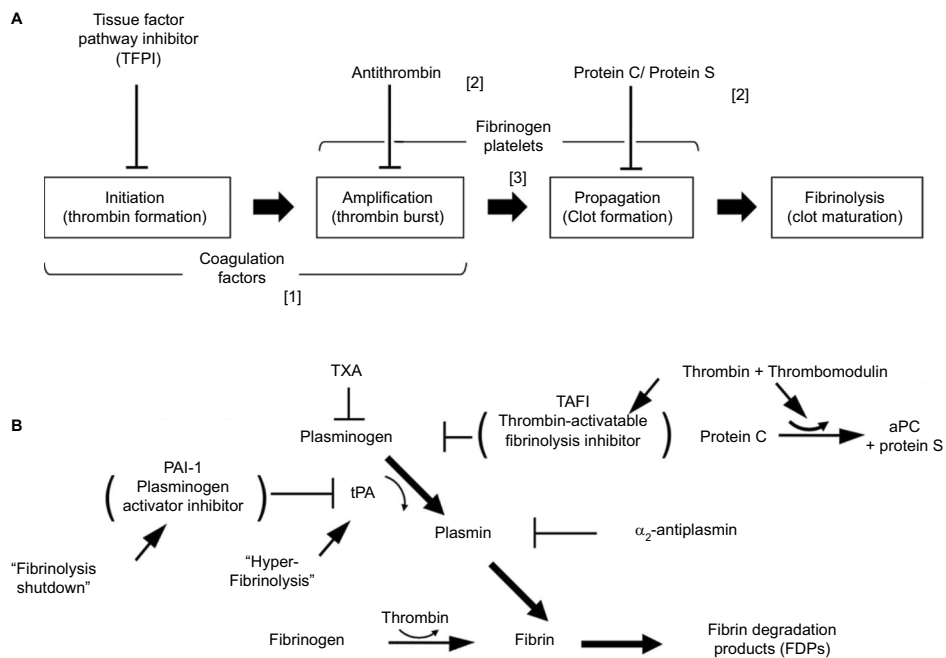 A
Tissue factor
pathway inhibitor
(TFPI)
Antithrombin
[2]
Protein C/ Protein S
[2]
Fibrinogen
platelets
[3]
Initiation
(thrombin formation)
Amplification
(thrombin burst)
Propagation
(Clot formation)
Fibrinolysis
(clot maturation)
Coagulation
factors
[1]
B
TXA
Plasminogen
TAFI
Thrombin-activatable
fibrinolysis inhibitor
Thrombin + Thrombomodulin
Protein C
aPC
+ protein S
PAI-1
Plasminogen
activator inhibitor
tPA
Plasmin
α2-antiplasmin
“Fibrinolysis
shutdown”
“Hyper-
Fibrinolysis”
Fibrinogen
Thrombin
Fibrin
Fibrin degradation
products (FDPs)